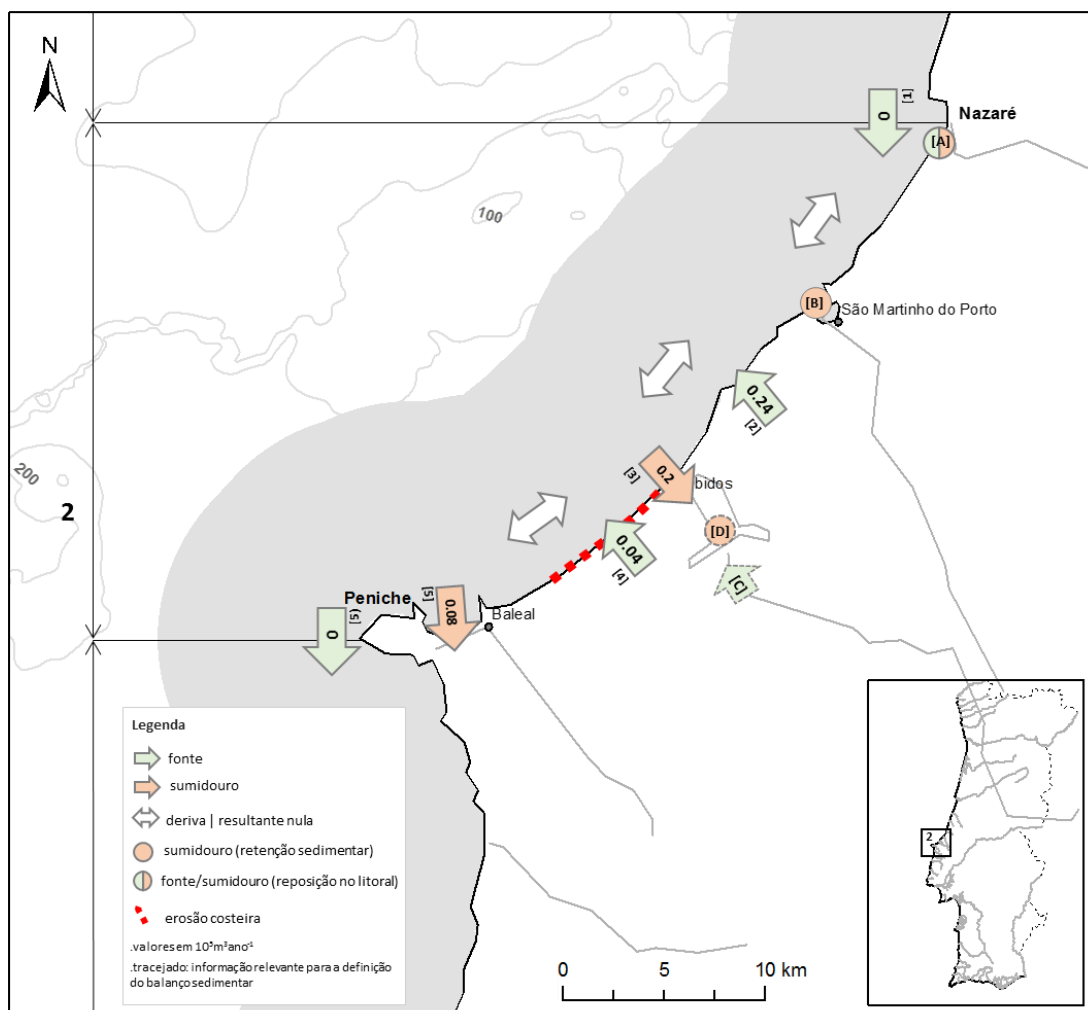 N
[1]
0
Nazaré
[A]
100
[B]
São Martinho do Porto
0.24
[2]
200
2
[3]
0.2
bidos
[D]
0.04
[4]
[C]
Peniche
[5]
0.08
Baleal
(5)
0
Legenda
fonte
sumidouro
deriva | resultante nula
sumidouro (retenção sedimentar)
fonte/sumidouro (reposição no litoral)
erosão costeira
.valores em 10⁵m³ano⁻¹
.tracejado: informação relevante para a definição
do balanço sedimentar
0 5 10 km
2